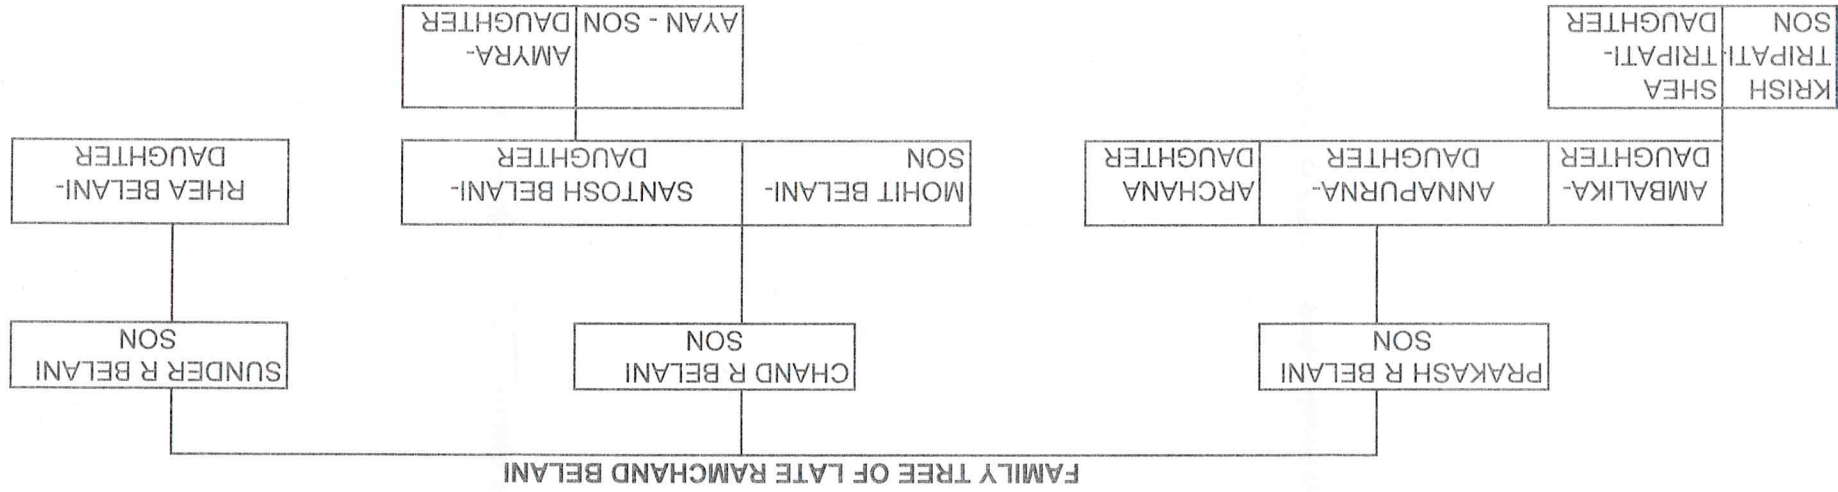 FAMILY TREE OF LATE RAMCHAND BELANI
PRAKASH R BELANI
SON
CHAND R BELANI
SON
SUNDER R BELANI
SON
AMBALIKA-
DAUGHTER
ANNAPURNA-
DAUGHTER
ARCHANA
DAUGHTER
MOHIT BELANI-
SON
SANTOSH BELANI-
DAUGHTER
RHEA BELANI-
DAUGHTER
KRISH
TRIPATI-
SON
SHEA
TRIPATI-
DAUGHTER
AYAN - SON
AMYRA-
DAUGHTER